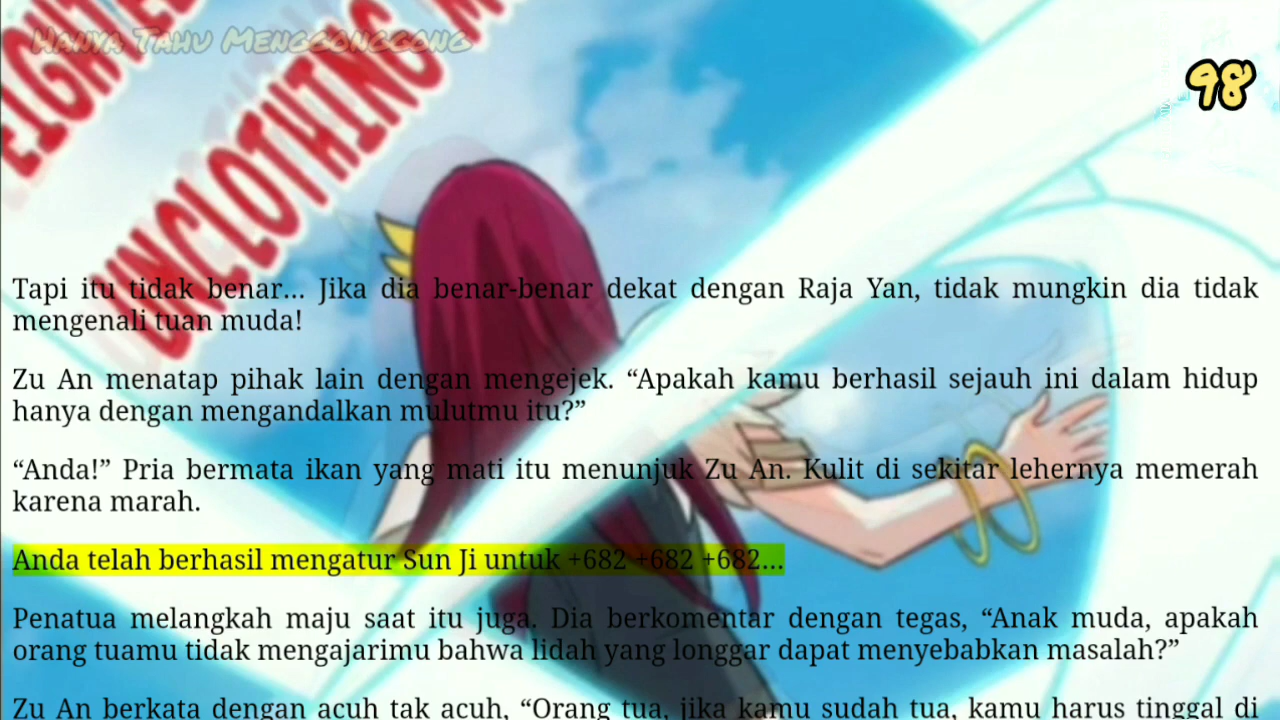 Hanya Tahu Menggonggong
98
UNCLOTHING
Tapi itu tidak benar... Jika dia benar-benar dekat dengan Raja Yan, tidak mungkin dia tidak
mengenali tuan muda!
Zu An menatap pihak lain dengan mengejek. “Apakah kamu berhasil sejauh ini dalam hidup
hanya dengan mengandalkan mulutmu itu?”
“Anda!” Pria bermata ikan yang mati itu menunjuk Zu An. Kulit di sekitar lehernya memerah
karena marah.
Anda telah berhasil mengatur Sun Ji untuk +682 +682 +682...
Penatua melangkah maju saat itu juga. Dia berkomentar dengan tegas, “Anak muda, apakah
orang tuamu tidak mengajarimu bahwa lidah yang longgar dapat menyebabkan masalah?”
Zu An berkata dengan acuh tak acuh, “Orang tua, jika kamu sudah tua, kamu harus tinggal di